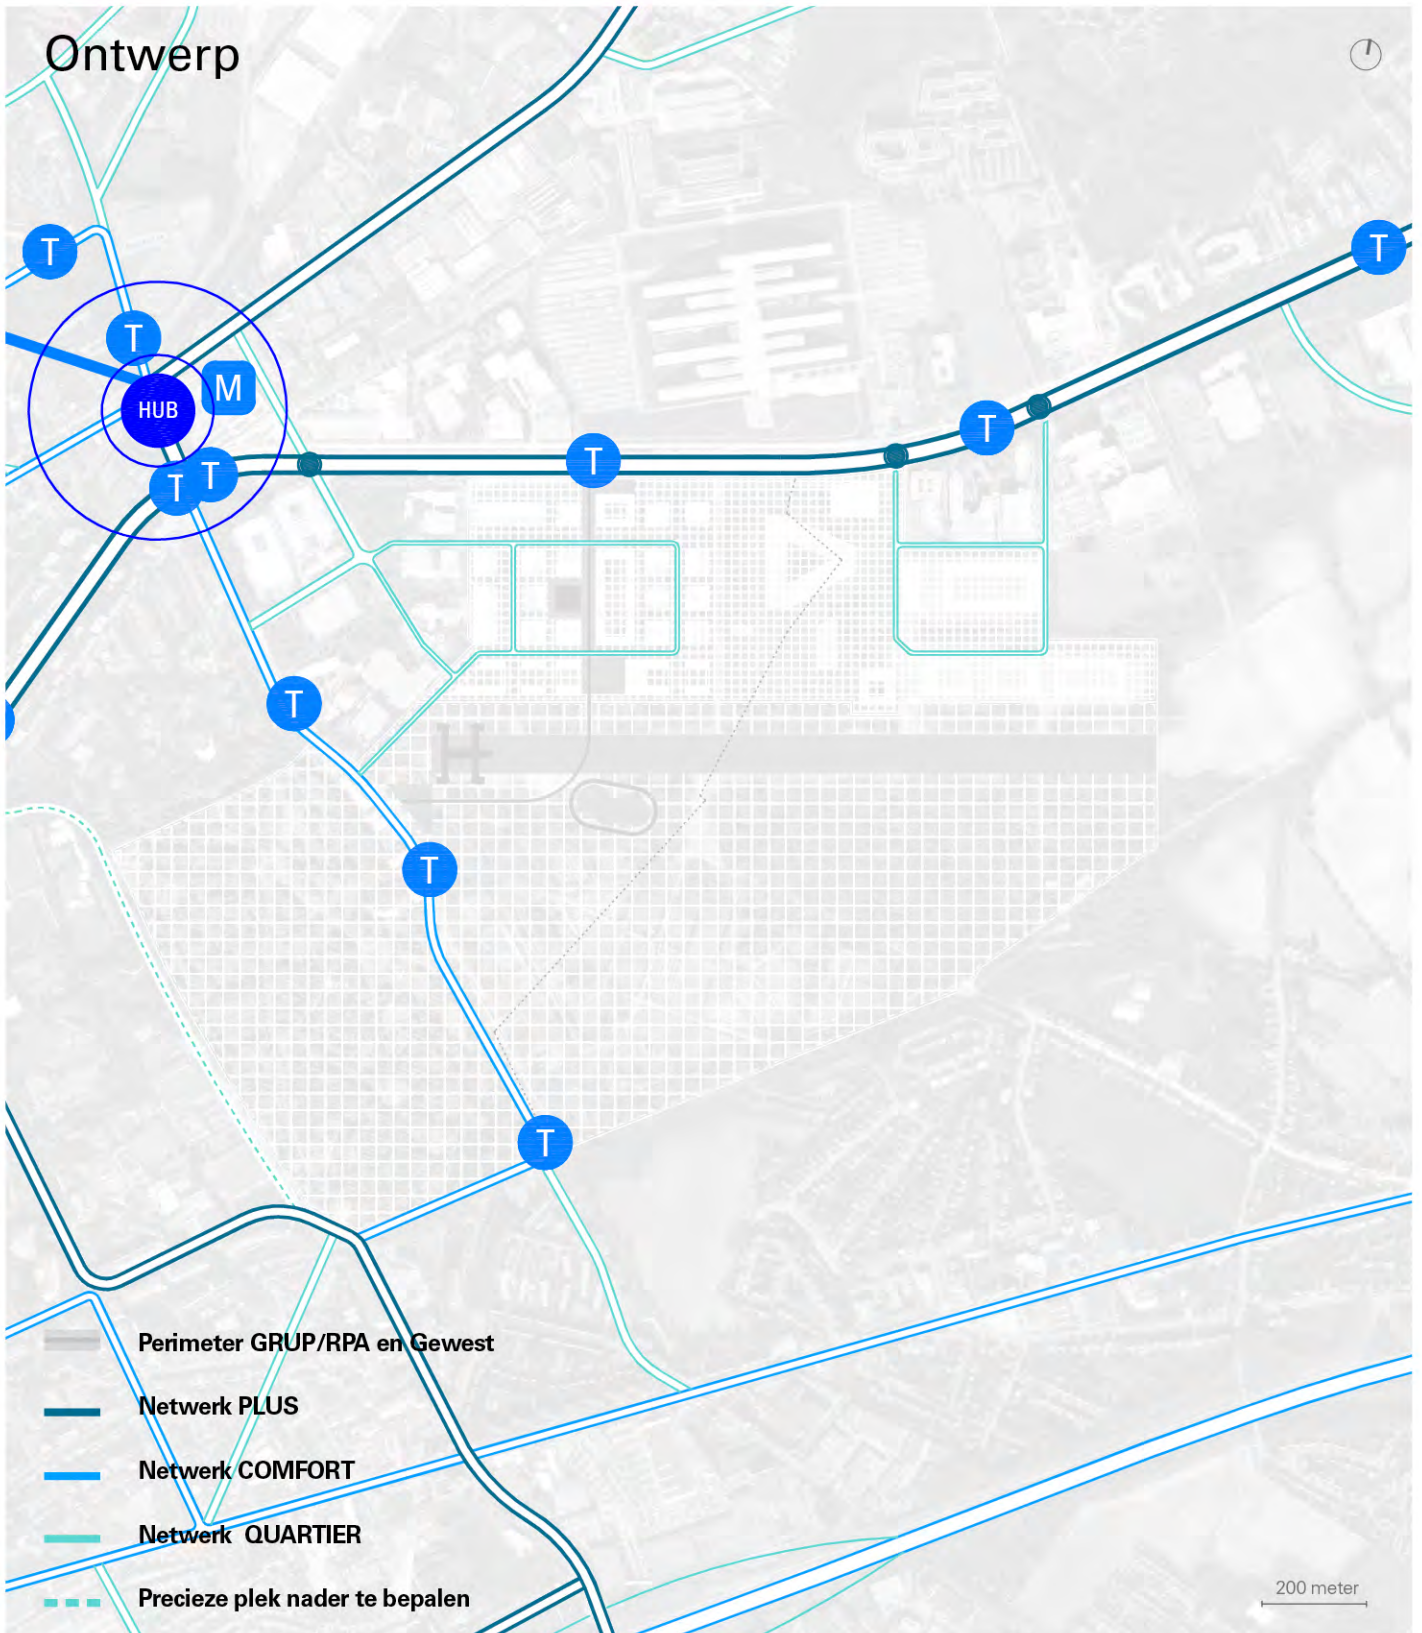 Ontwerp
T
T
T
M
HUB
T
T
T
T
T
T
T
H
T
Perimeter GRUP/RPA en Gewest
Netwerk PLUS
Netwerk COMFORT
Netwerk QUARTIER
Precieze plek nader te bepalen
200 meter